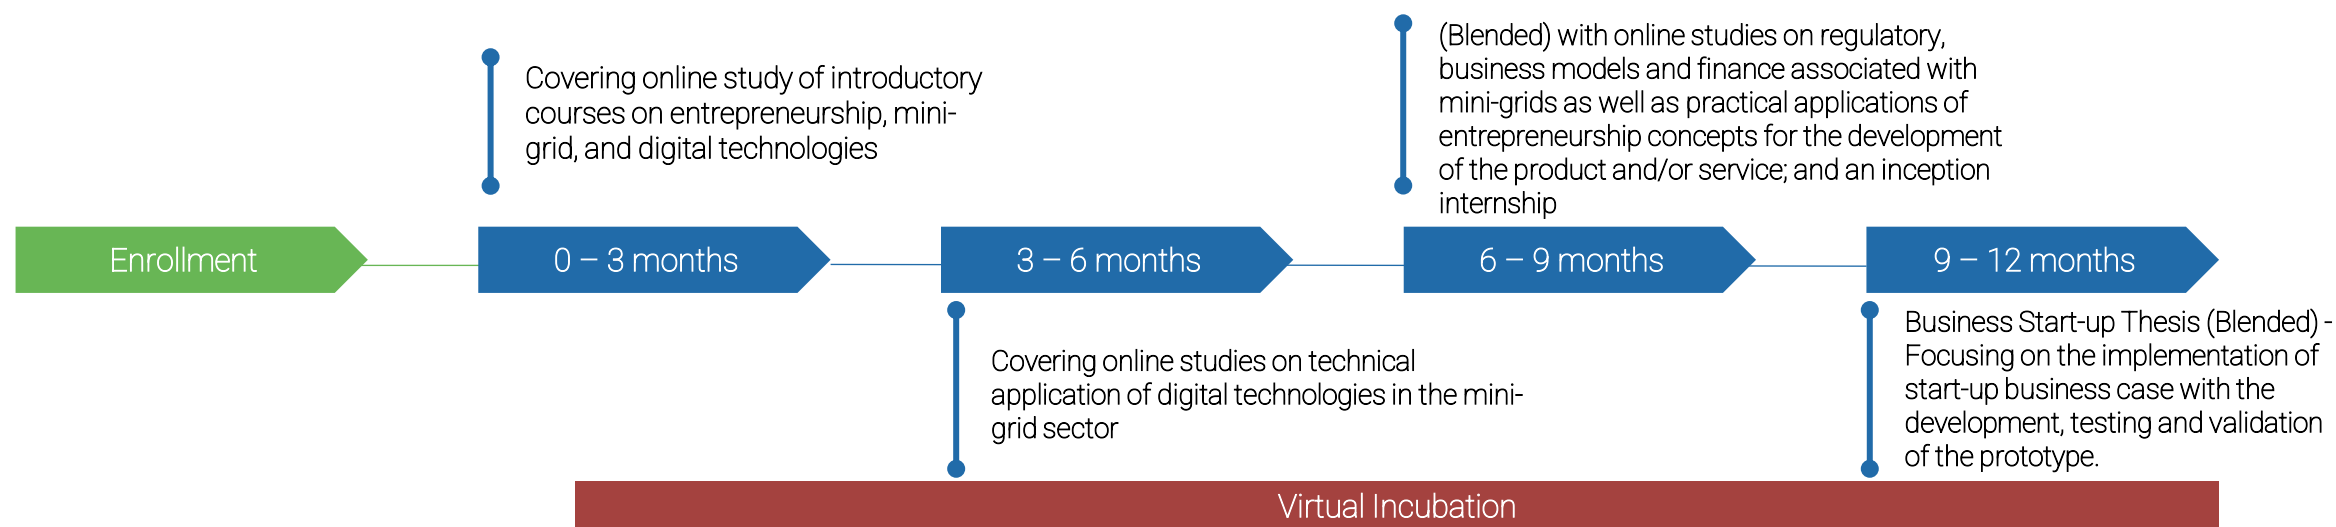 Covering online study of introductory
courses on entrepreneurship, mini-
grid, and digital technologies
(Blended) with online studies on regulatory,
business models and finance associated with
mini-grids as well as practical applications of
entrepreneurship concepts for the development
of the product and/or service; and an inception
internship
Enrollment
0 – 3 months
3 – 6 months
6 – 9 months
9 – 12 months
Covering online studies on technical
application of digital technologies in the mini-
grid sector
Business Start-up Thesis (Blended) -
Focusing on the implementation of
start-up business case with the
development, testing and validation
of the prototype.
Virtual Incubation